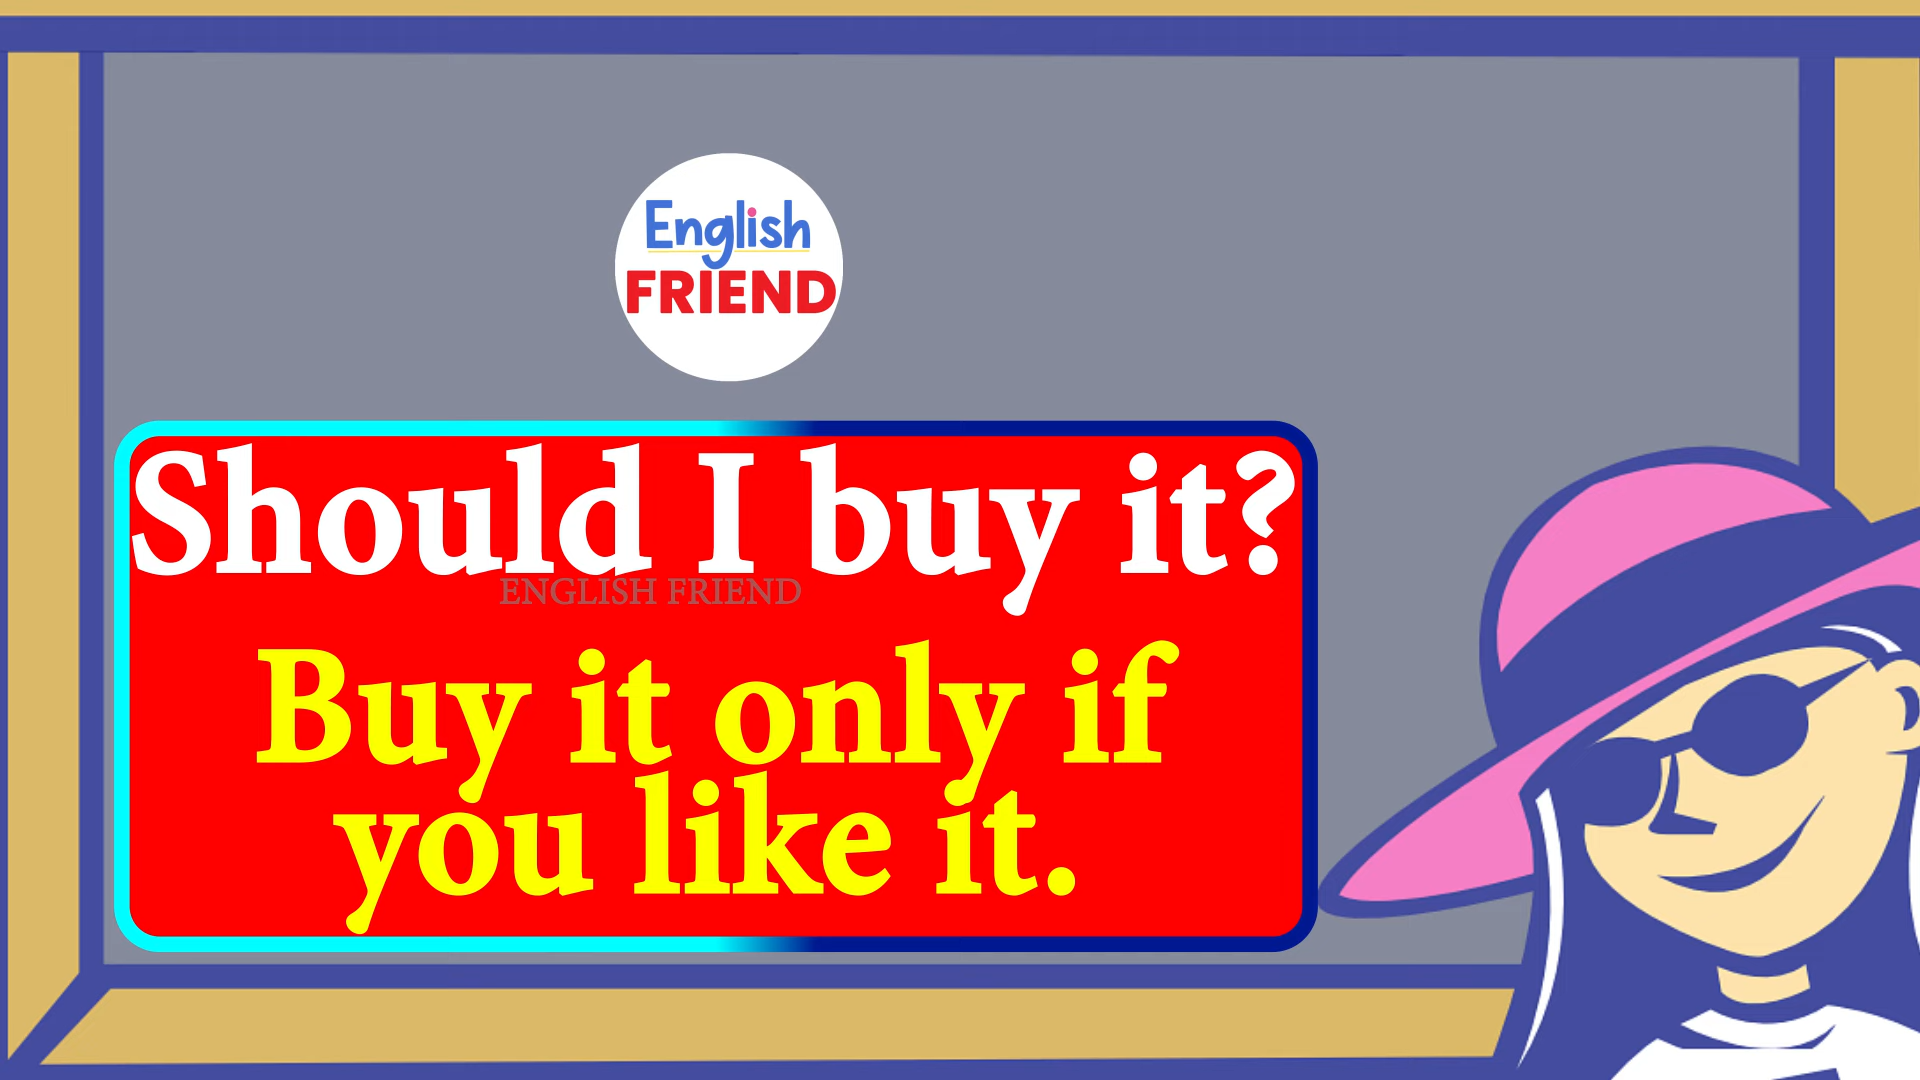 English
FRIEND
Should I buy it?
ENGLISH FRIEND
Buy it only if
you like it.